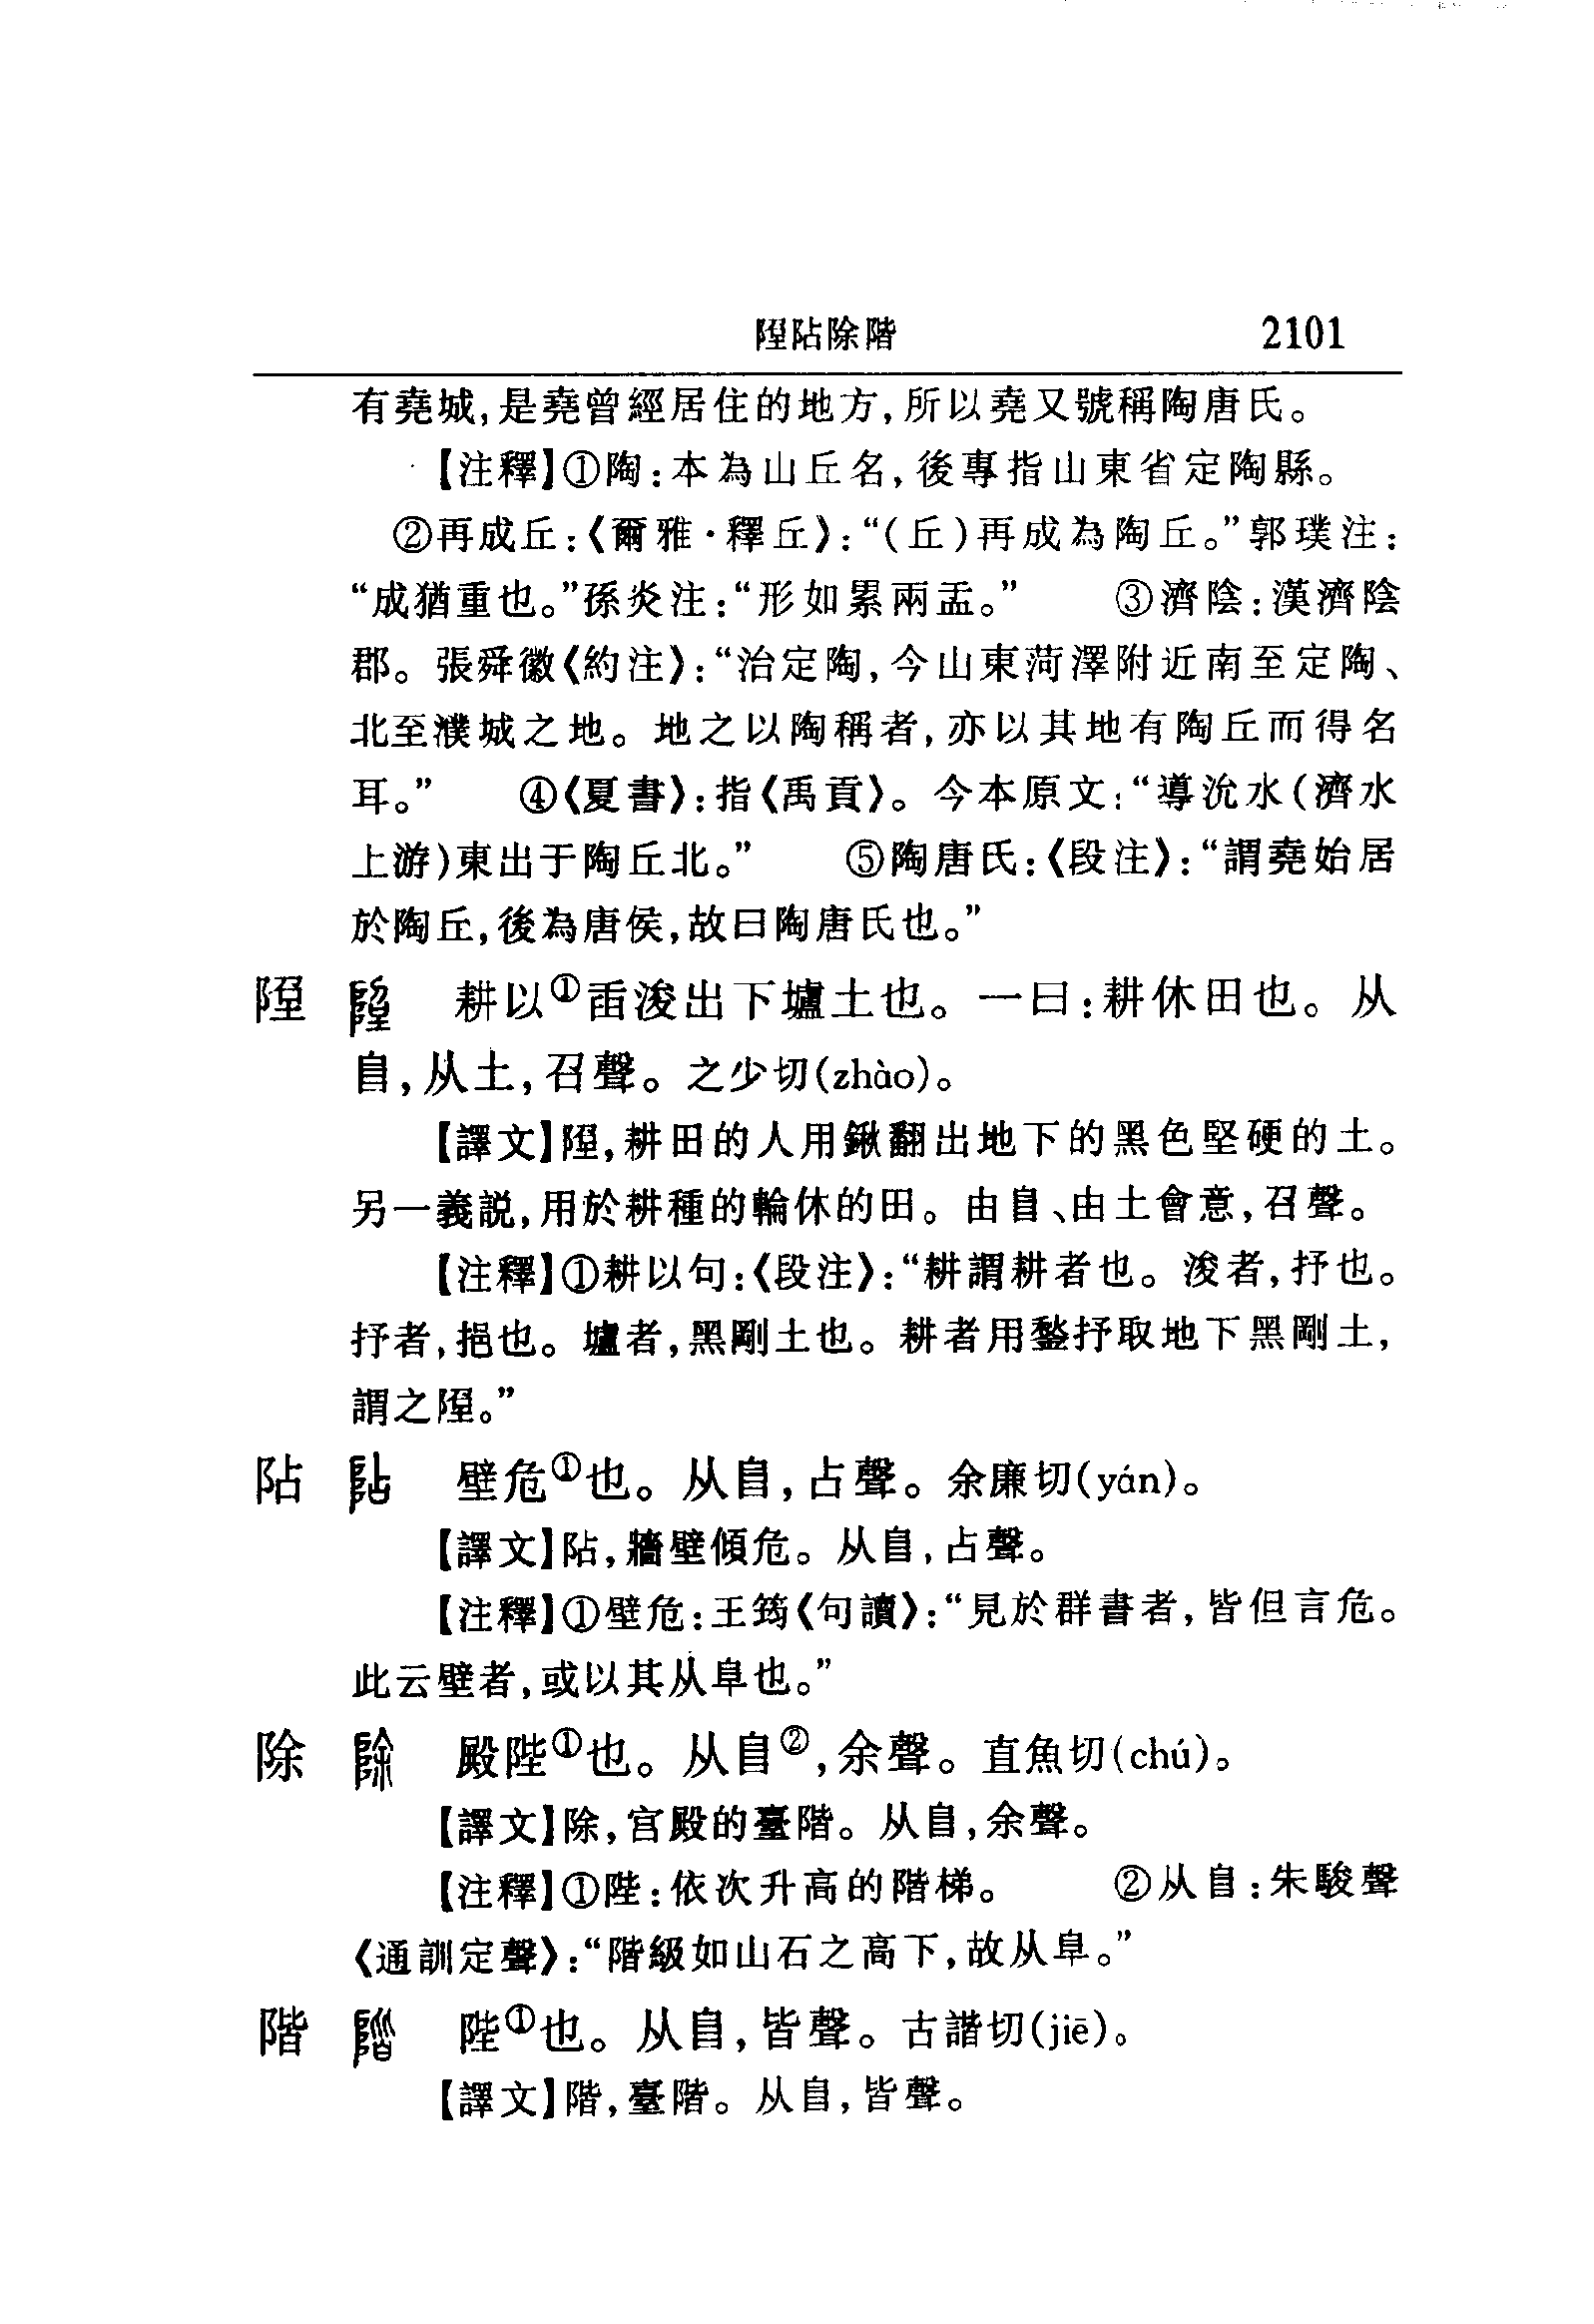 䧂阽除階 2101
有堯城,是堯曾經居住的地方,所以堯又號稱陶唐氏。
【注釋】①陶:本為山丘名,後專指山東省定陶縣。
②再成丘:《爾雅·釋丘》:“(丘)再成為陶丘。”郭璞注:
“成猶重也。”孫炎注:“形如累兩盂。” ③濟陰:漢濟陰
郡。張舜徽《約注》:“治定陶,今山東菏澤附近南至定陶、
北至濮城之地。地之以陶稱者,亦以其地有陶丘而得名
耳。” ④《夏書》:指《禹貢》。今本原文:“導沇水(濟水
上游)東出于陶丘北。” ⑤陶唐氏:《段注》:“謂堯始居
於陶丘,後為唐侯,故曰陶唐氏也。”
䧂 耕以①臿浚出下壚土也。一曰:耕休田也。从
𨸏,从土,召聲。之少切(zhào)。
【譯文】䧂,耕田的人用鍬翻出地下的黑色堅硬的土。
另一義説,用於耕種的輪休的田。由𨸏、由土會意,召聲。
【注釋】①耕以句:《段注》:“耕謂耕者也。浚者,抒也。
抒者,挹也。壚者,黑剛土也。耕者用鍫抒取地下黑剛土,
謂之䧂。”
阽 壁危①也。从𨸏,占聲。余廉切(yán)。
【譯文】阽,牆壁傾危。从𨸏,占聲。
【注釋】①壁危:王筠《句讀》:“見於群書者,皆但言危。
此云壁者,或以其从阜也。”
除 殿陛①也。从𨸏②,余聲。直魚切(chú)。
【譯文】除,宮殿的臺階。从𨸏,余聲。
【注釋】①陛:依次升高的階梯。 ②从𨸏:朱駿聲
《通訓定聲》:“階級如山石之高下,故从阜。”
階 陛①也。从𨸏,皆聲。古諧切(jiē)。
【譯文】階,臺階。从𨸏,皆聲。